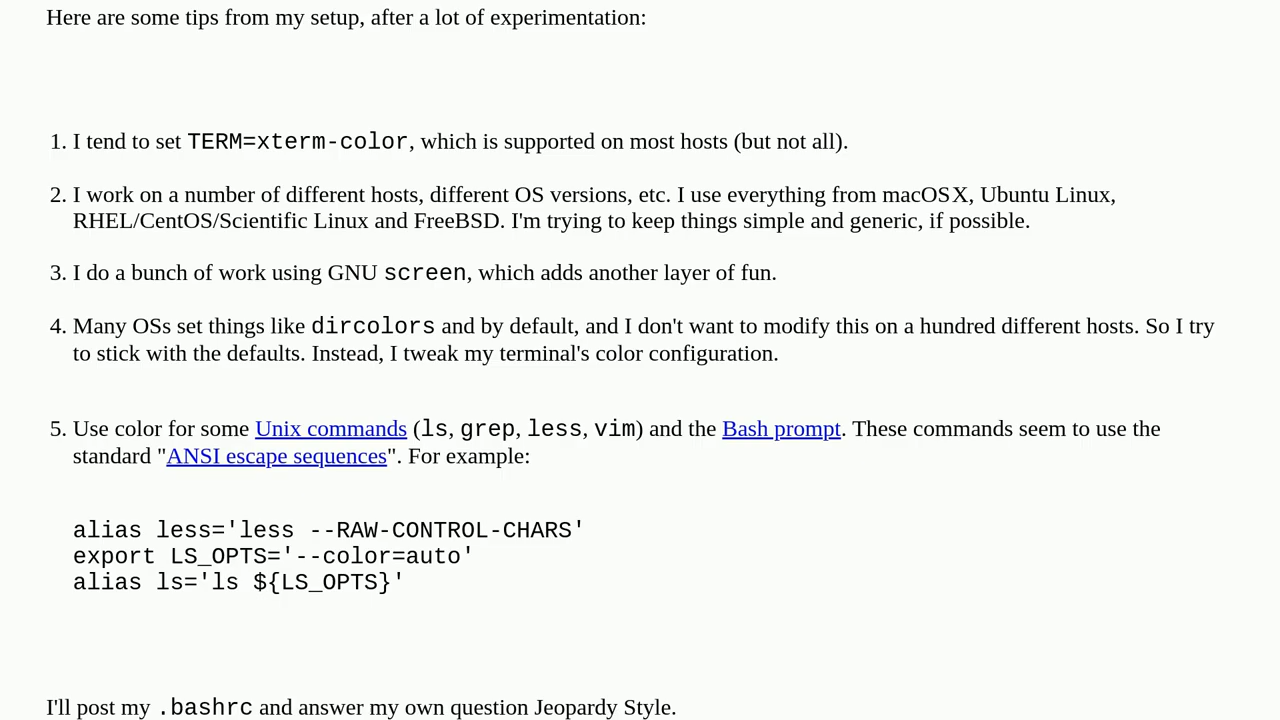 Here are some tips from my setup, after a lot of experimentation:
1. I tend to set TERM=xterm-color, which is supported on most hosts (but not all).
2. I work on a number of different hosts, different OS versions, etc. I use everything from macOSX, Ubuntu Linux,
RHEL/CentOS/Scientific Linux and FreeBSD. I'm trying to keep things simple and generic, if possible.
3. I do a bunch of work using GNU screen, which adds another layer of fun.
4. Many OSs set things like dircolors and by default, and I don't want to modify this on a hundred different hosts. So I try
to stick with the defaults. Instead, I tweak my terminal's color configuration.
5. Use color for some Unix commands (ls, grep, less, vim) and the Bash prompt. These commands seem to use the
standard "ANSI escape sequences". For example:
alias less='less --RAW-CONTROL-CHARS'
export LS_OPTS='--color=auto'
alias ls='ls ${LS_OPTS}'
I'll post my .bashrc and answer my own question Jeopardy Style.